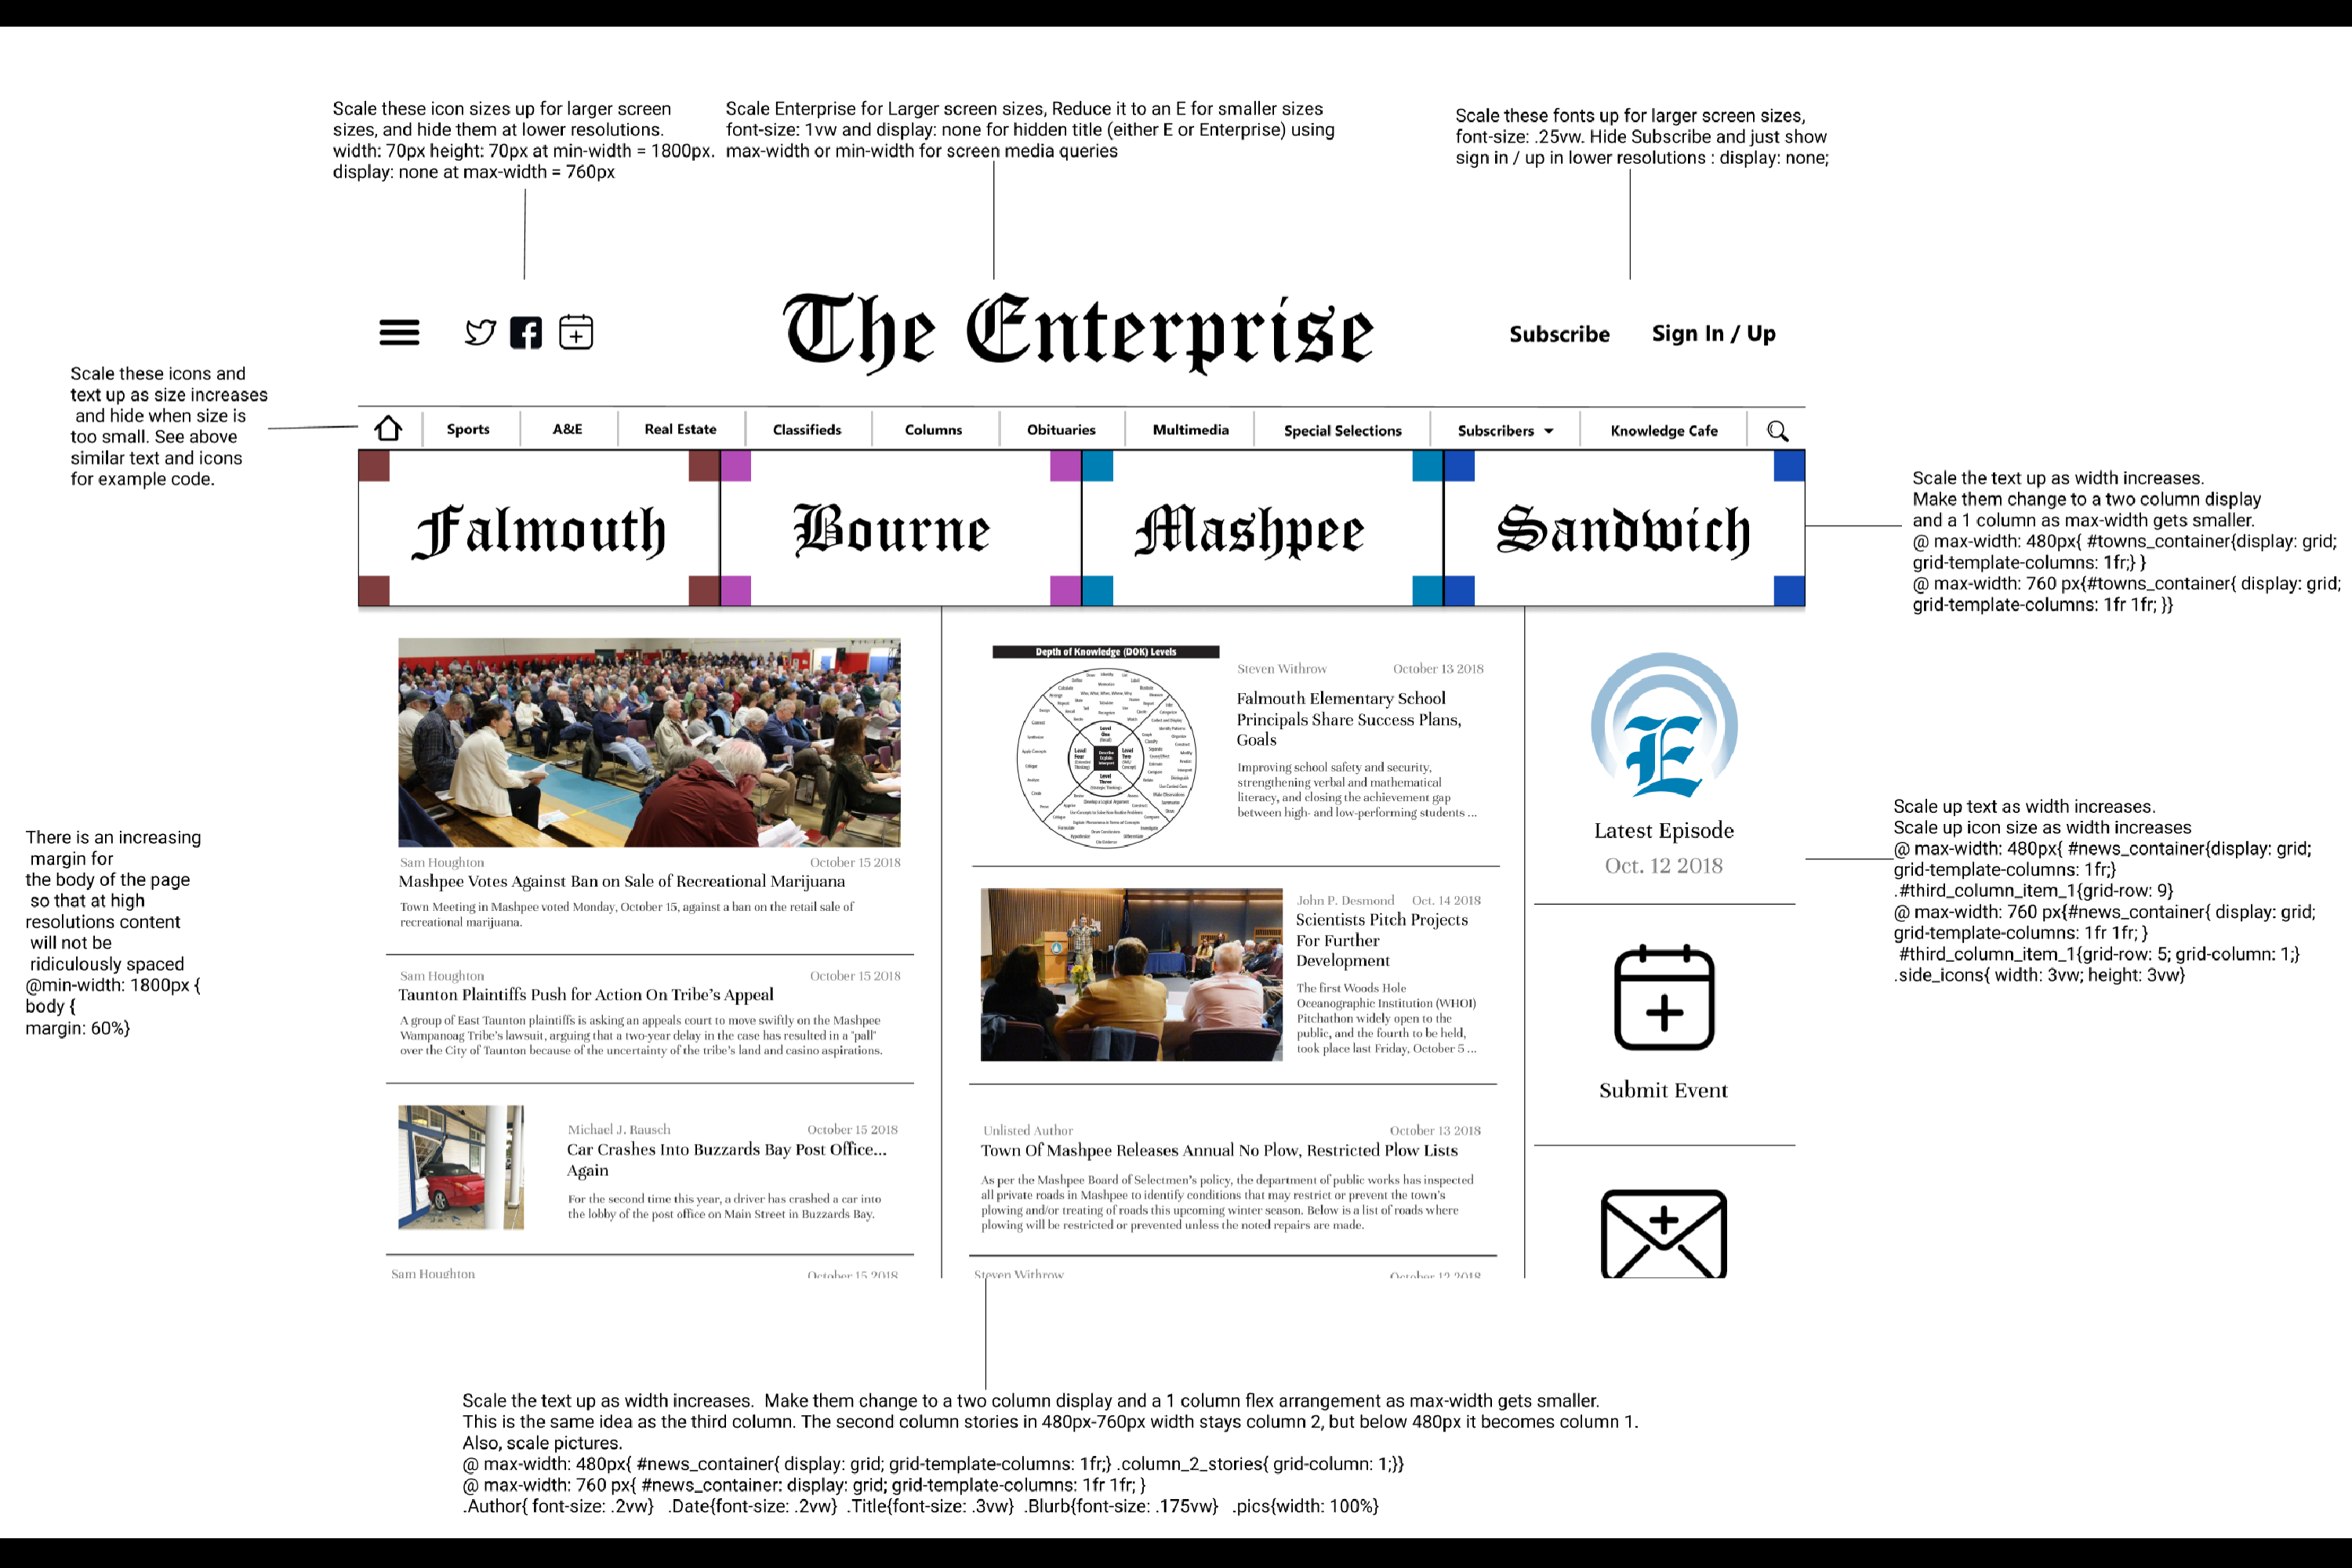 Scale these icon sizes up for larger screen
sizes, and hide them at lower resolutions.
width: 70px height: 70px at min-width = 1800px.
display: none at max-width = 760px
Scale Enterprise for Larger screen sizes, Reduce it to an E for smaller sizes
font-size: 1vw and display: none for hidden title (either E or Enterprise) using
max-width or min-width for screen media queries
Scale these fonts up for larger screen sizes,
font-size: .25vw. Hide Subscribe and just show
sign in / up in lower resolutions : display: none;
The Enterprise
Subscribe
Sign In / Up
Scale these icons and
text up as size increases
and hide when size is
too small. See above
similar text and icons
for example code.
Sports
A&E
Real Estate
Classifieds
Columns
Obituaries
Multimedia
Special Selections
Subscribers
Knowledge Cafe
Falmouth
Bourne
Mashpee
Sandwich
Scale the text up as width increases.
Make them change to a two column display
and a 1 column as max-width gets smaller.
@ max-width: 480px{ #towns_container{display: grid;
grid-template-columns: 1fr;} }
@ max-width: 760 px{#towns_container{ display: grid;
grid-template-columns: 1fr 1fr; }}
There is an increasing
margin for
the body of the page
so that at high
resolutions content
will not be
ridiculously spaced
@min-width: 1800px {
body {
margin: 60%}
Sam Houghton
October 15 2018
Mashpee Votes Against Ban on Sale of Recreational Marijuana
Town Meeting in Mashpee voted Monday, October 15, against a ban on the retail sale of
recreational marijuana.
Sam Houghton
October 15 2018
Taunton Plaintiffs Push for Action On Tribe's Appeal
A group of East Taunton plaintiffs is asking an appeals court to move swiftly on the Mashpee
Wampanoag Tribe's lawsuit, arguing that a two-year delay in the case has resulted in a "pall"
over the City of Taunton because of the uncertainty of the tribe's land and casino aspirations.
Michael J. Rausch
October 15 2018
Car Crashes Into Buzzards Bay Post Office...
Again
For the second time this year, a driver has crashed a car into
the lobby of the post office on Main Street in Buzzards Bay.
Sam Houghton
October 15 2018
Depth of Knowledge (DOK) Levels
Level
One
Level
Two
Level
Three
Level
Four
Steven Withrow
October 13 2018
Falmouth Elementary School
Principals Share Success Plans,
Goals
Improving school safety and security,
strengthening verbal and mathematical
literacy, and closing the achievement gap
between high- and low-performing students ...
John P. Desmond
Oct. 14 2018
Scientists Pitch Projects
For Further
Development
The first Woods Hole
Oceanographic Institution (WHOI)
Pitchathon widely open to the
public, and the fourth to be held,
took place last Friday, October 5 ...
Unlisted Author
October 13 2018
Town Of Mashpee Releases Annual No Plow, Restricted Plow Lists
As per the Mashpee Board of Selectmen's policy, the department of public works has inspected
all private roads in Mashpee to identify conditions that may restrict or prevent the town's
plowing and/or treating of roads this upcoming winter season. Below is a list of roads where
plowing will be restricted or prevented unless the noted repairs are made.
Steven Withrow
October 12 2018
E
Latest Episode
Oct. 12 2018
Submit Event
Scale up text as width increases.
Scale up icon size as width increases
@ max-width: 480px{ #news_container{display: grid;
grid-template-columns: 1fr;}
.#third_column_item_1{grid-row: 9}
@ max-width: 760 px{#news_container{ display: grid;
grid-template-columns: 1fr 1fr; }
#third_column_item_1{grid-row: 5; grid-column: 1;}
.side_icons{ width: 3vw; height: 3vw}
Scale the text up as width increases.  Make them change to a two column display and a 1 column flex arrangement as max-width gets smaller.
This is the same idea as the third column. The second column stories in 480px-760px width stays column 2, but below 480px it becomes column 1.
Also, scale pictures.
@ max-width: 480px{ #news_container{ display: grid; grid-template-columns: 1fr;} .column_2_stories{ grid-column: 1;}}
@ max-width: 760 px{ #news_container: display: grid; grid-template-columns: 1fr 1fr; }
.Author{ font-size: .2vw}  .Date{font-size: .2vw}  .Title{font-size: .3vw}  .Blurb{font-size: .175vw}  .pics{width: 100%}